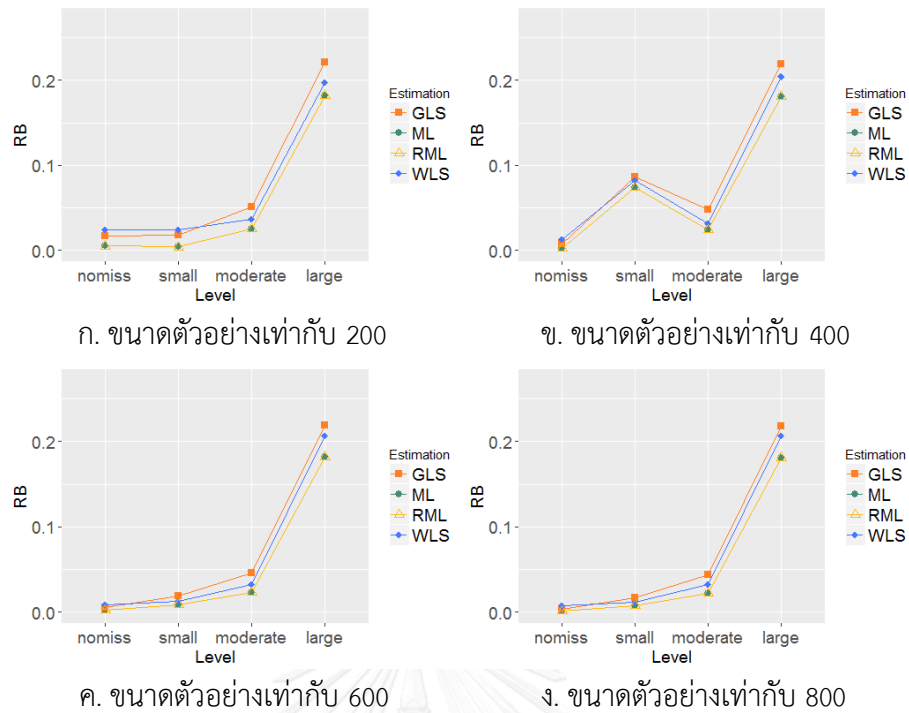 RB
0.2
0.1
0.0
nomiss small moderate large
Level
Estimation
GLS
ML
RML
WLS
ก. ขนาดตัวอย่างเท่ากับ 200
RB
0.2
0.1
0.0
nomiss small moderate large
Level
Estimation
GLS
ML
RML
WLS
ข. ขนาดตัวอย่างเท่ากับ 400
RB
0.2
0.1
0.0
nomiss small moderate large
Level
Estimation
GLS
ML
RML
WLS
ค. ขนาดตัวอย่างเท่ากับ 600
RB
0.2
0.1
0.0
nomiss small moderate large
Level
Estimation
GLS
ML
RML
WLS
ง. ขนาดตัวอย่างเท่ากับ 800